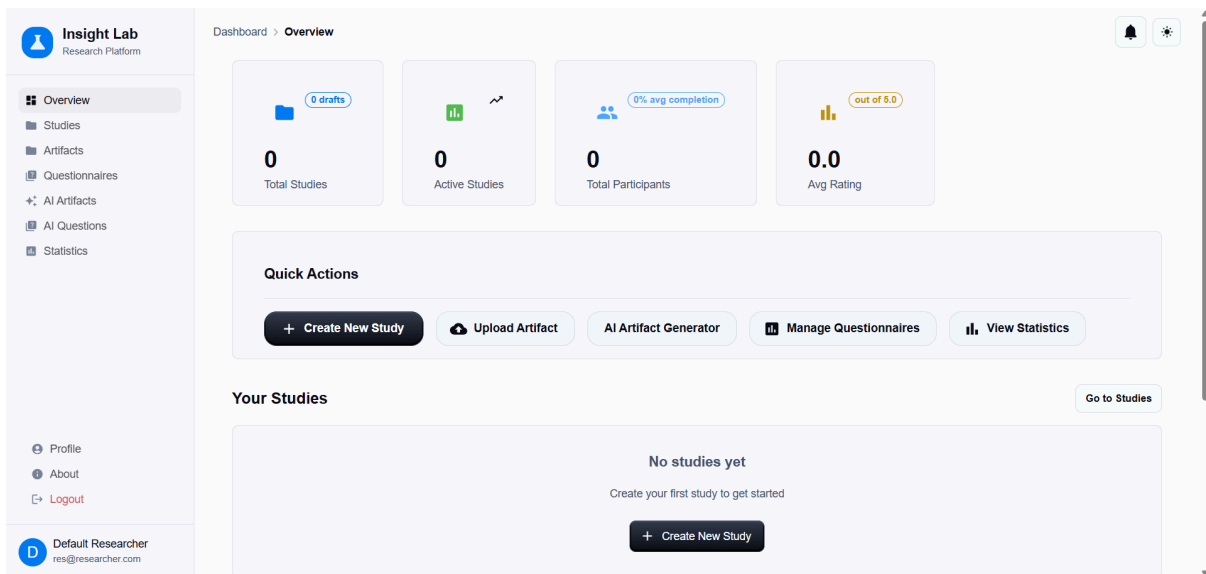 Insight Lab
Research Platform
Overview
Studies
Artifacts
Questionnaires
AI Artifacts
AI Questions
Statistics
Profile
About
Logout
D
Default Researcher
res@researcher.com
Dashboard > Overview
0 drafts
0
Total Studies
0
Active Studies
0% avg completion
0
Total Participants
out of 5.0
0.0
Avg Rating
Quick Actions
+ Create New Study
Upload Artifact
AI Artifact Generator
Manage Questionnaires
View Statistics
Your Studies
Go to Studies
No studies yet
Create your first study to get started
+ Create New Study